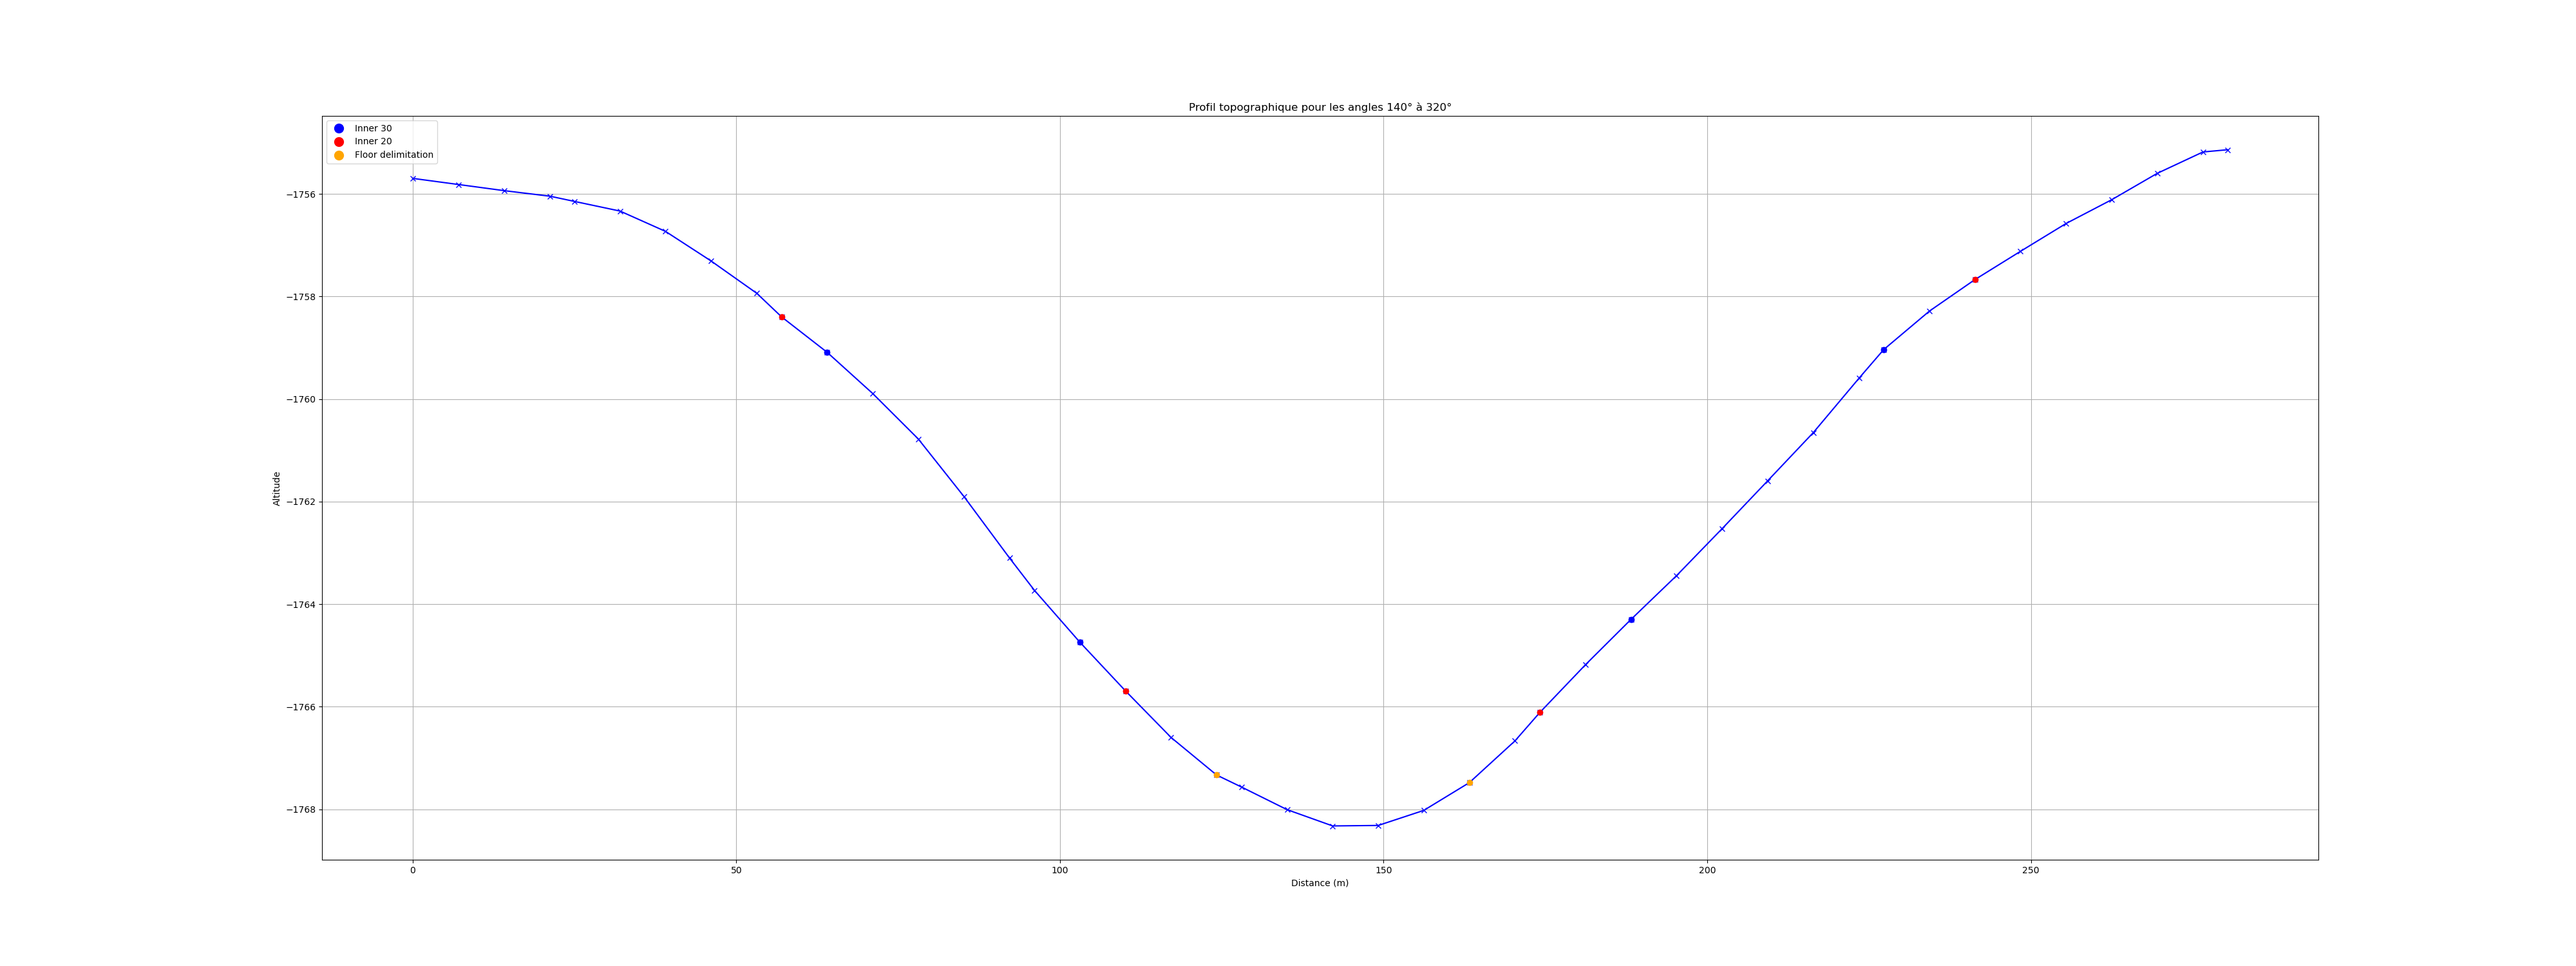 Profil topographique pour les angles 140° à 320°
Inner 30
Inner 20
Floor delimitation
−1756
−1758
−1760
−1762
−1764
−1766
−1768
Altitude
0 50 100 150 200 250
Distance (m)